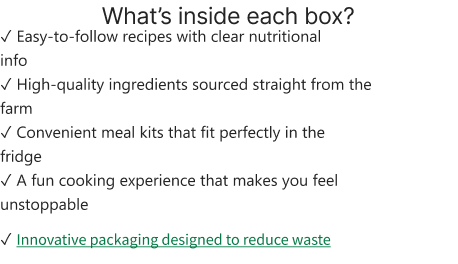 What’s inside each box?
✓ Easy-to-follow recipes with clear nutritional
info
✓ High-quality ingredients sourced straight from the
farm
✓ Convenient meal kits that fit perfectly in the
fridge
✓ A fun cooking experience that makes you feel
unstoppable
✓ Innovative packaging designed to reduce waste